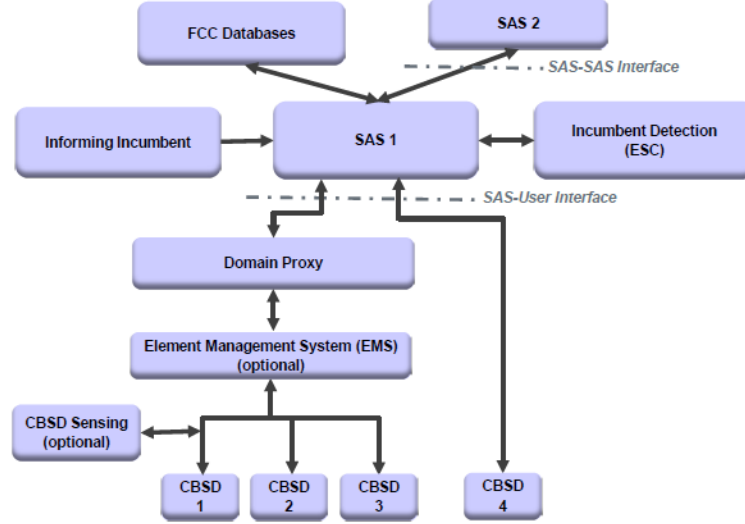 FCC Databases
SAS 2
SAS-SAS Interface
Informing Incumbent
SAS 1
Incumbent Detection
(ESC)
SAS-User Interface
Domain Proxy
Element Management System (EMS)
(optional)
CBSD Sensing
(optional)
CBSD
1
CBSD
2
CBSD
3
CBSD
4